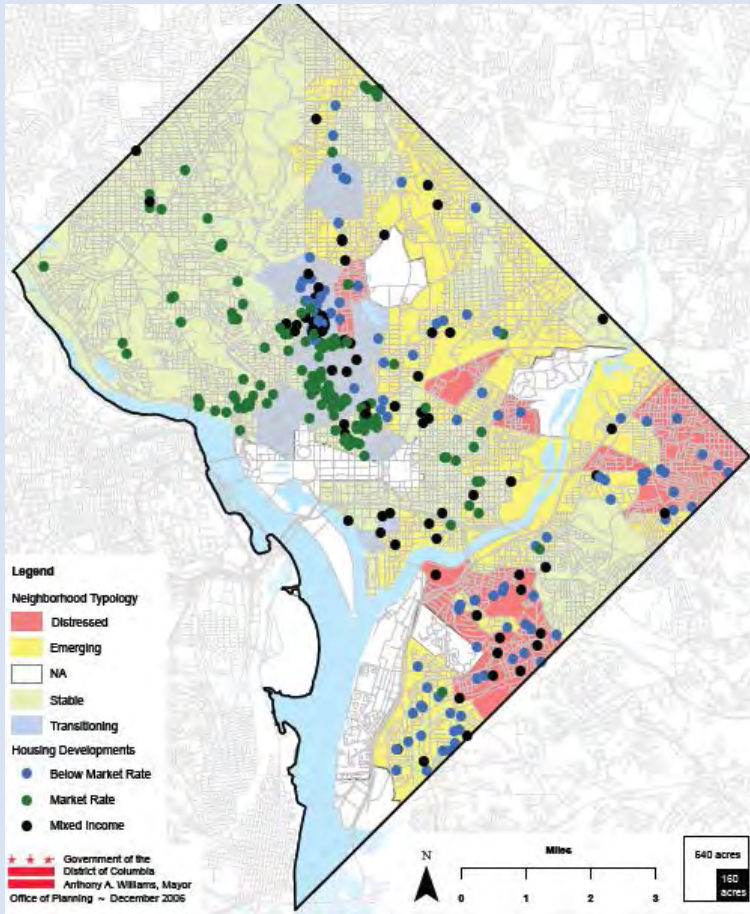 Legend
Neighborhood Typology
Distressed
Emerging
NA
Stable
Transitioning
Housing Developments
Below Market Rate
Market Rate
Mixed Income
Government of the
District of Columbia
Anthony A. Williams, Mayor
Office of Planning ~ December 2006
N
Miles
0 1 2 3
640 acres
160
acres